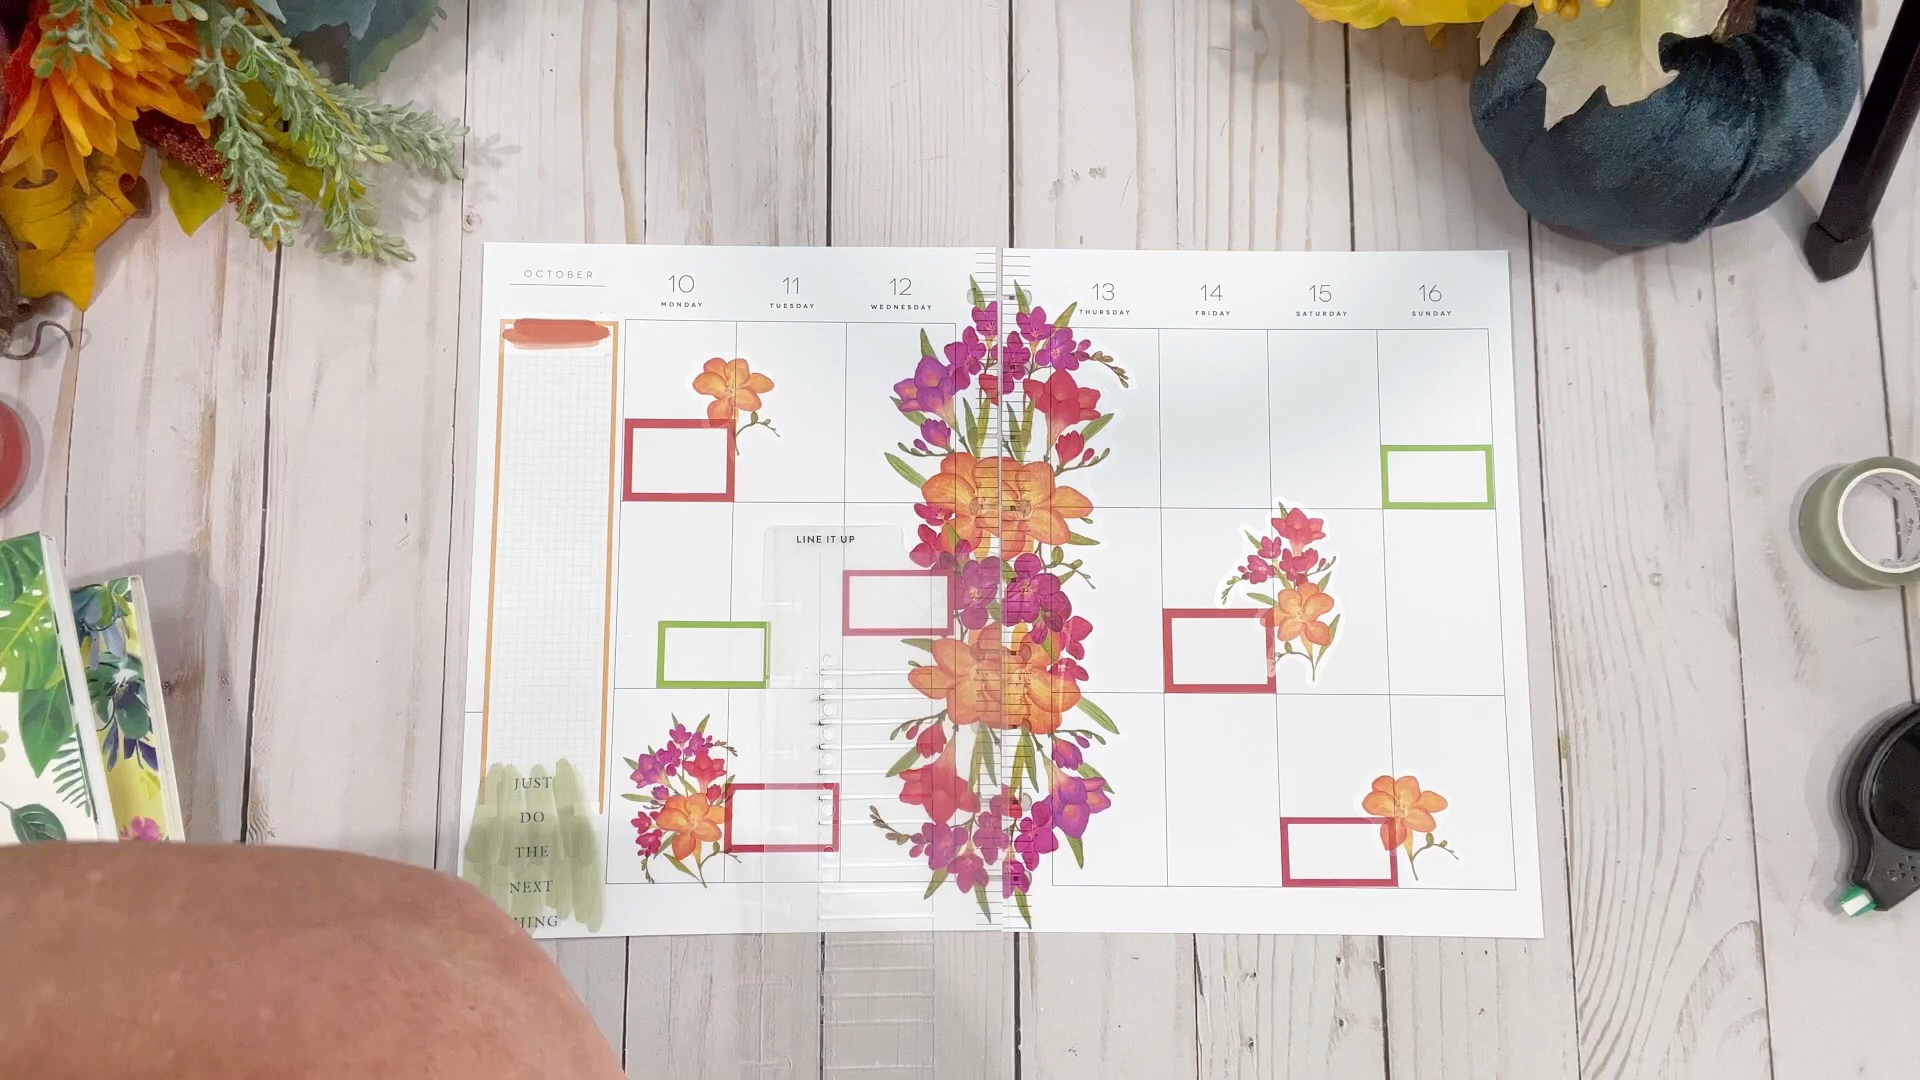 OCTOBER
10
MONDAY
11
TUESDAY
12
WEDNESDAY
13
THURSDAY
14
FRIDAY
15
SATURDAY
16
SUNDAY
LINE IT UP
JUST
DO
THE
NEXT
HING